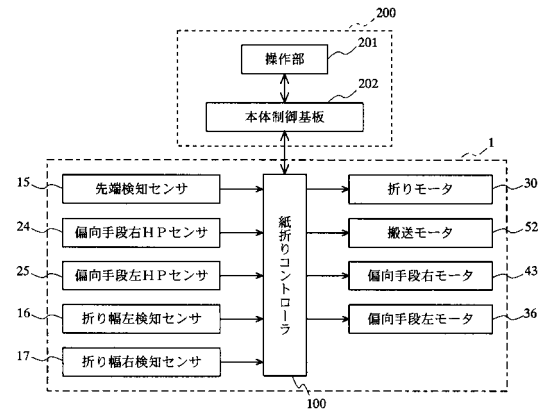 200
201
操作部
202
本体制御基板
1
15
先端検知センサ
折りモータ
30
24
偏向手段右HPセンサ
搬送モータ
52
紙折りコントローラ
25
偏向手段左HPセンサ
偏向手段右モータ
43
16
折り幅左検知センサ
偏向手段左モータ
36
17
折り幅右検知センサ
100